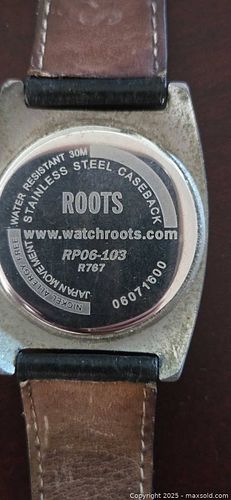 WATER RESISTANT 30M
STAINLESS STEEL CASEBACK
ROOTS
www.watchroots.com
RP06-103
R767
JAPAN MOVEMENT
NICKEL ALLERGY FREE
06071600
Copyright © 2025 - maxsold.com